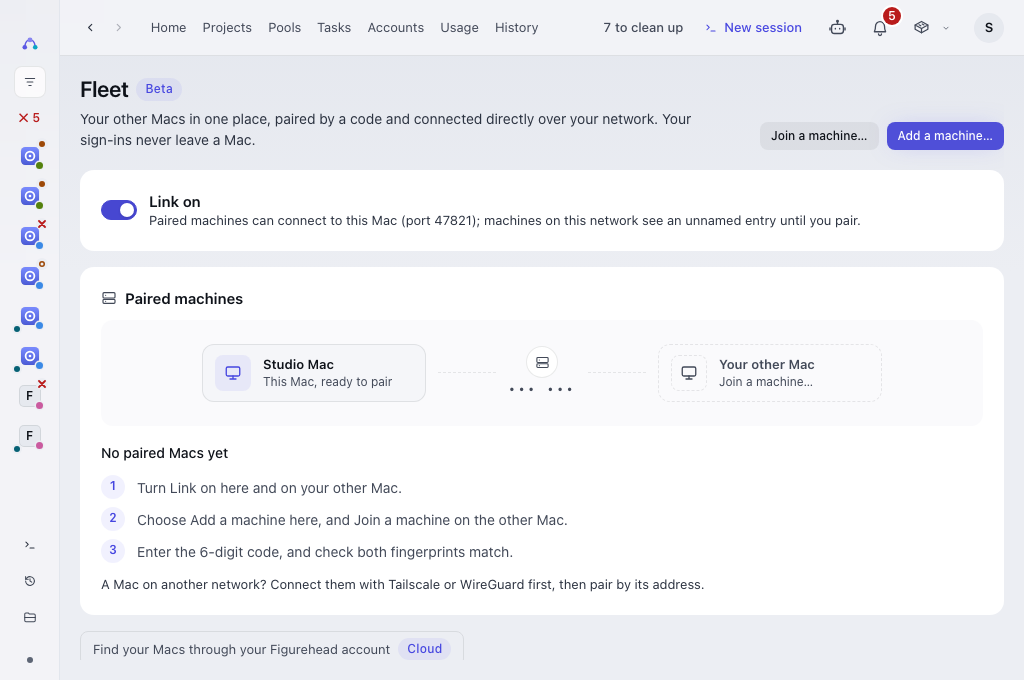 Home Projects Pools Tasks Accounts Usage History 7 to clean up New session 5 S
5
F
F
Fleet Beta
Your other Macs in one place, paired by a code and connected directly over your network. Your
sign-ins never leave a Mac.
Join a machine... Add a machine...
Link on
Paired machines can connect to this Mac (port 47821); machines on this network see an unnamed entry until you pair.
Paired machines
Studio Mac
This Mac, ready to pair
Your other Mac
Join a machine...
No paired Macs yet
1 Turn Link on here and on your other Mac.
2 Choose Add a machine here, and Join a machine on the other Mac.
3 Enter the 6-digit code, and check both fingerprints match.
A Mac on another network? Connect them with Tailscale or WireGuard first, then pair by its address.
Find your Macs through your Figurehead account Cloud